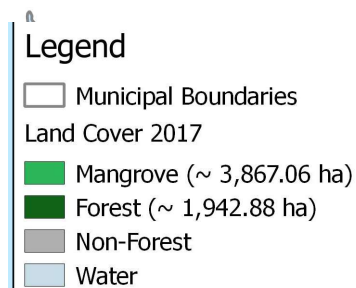 Legend
Municipal Boundaries
Land Cover 2017
Mangrove (~ 3,867.06 ha)
Forest (~ 1,942.88 ha)
Non-Forest
Water